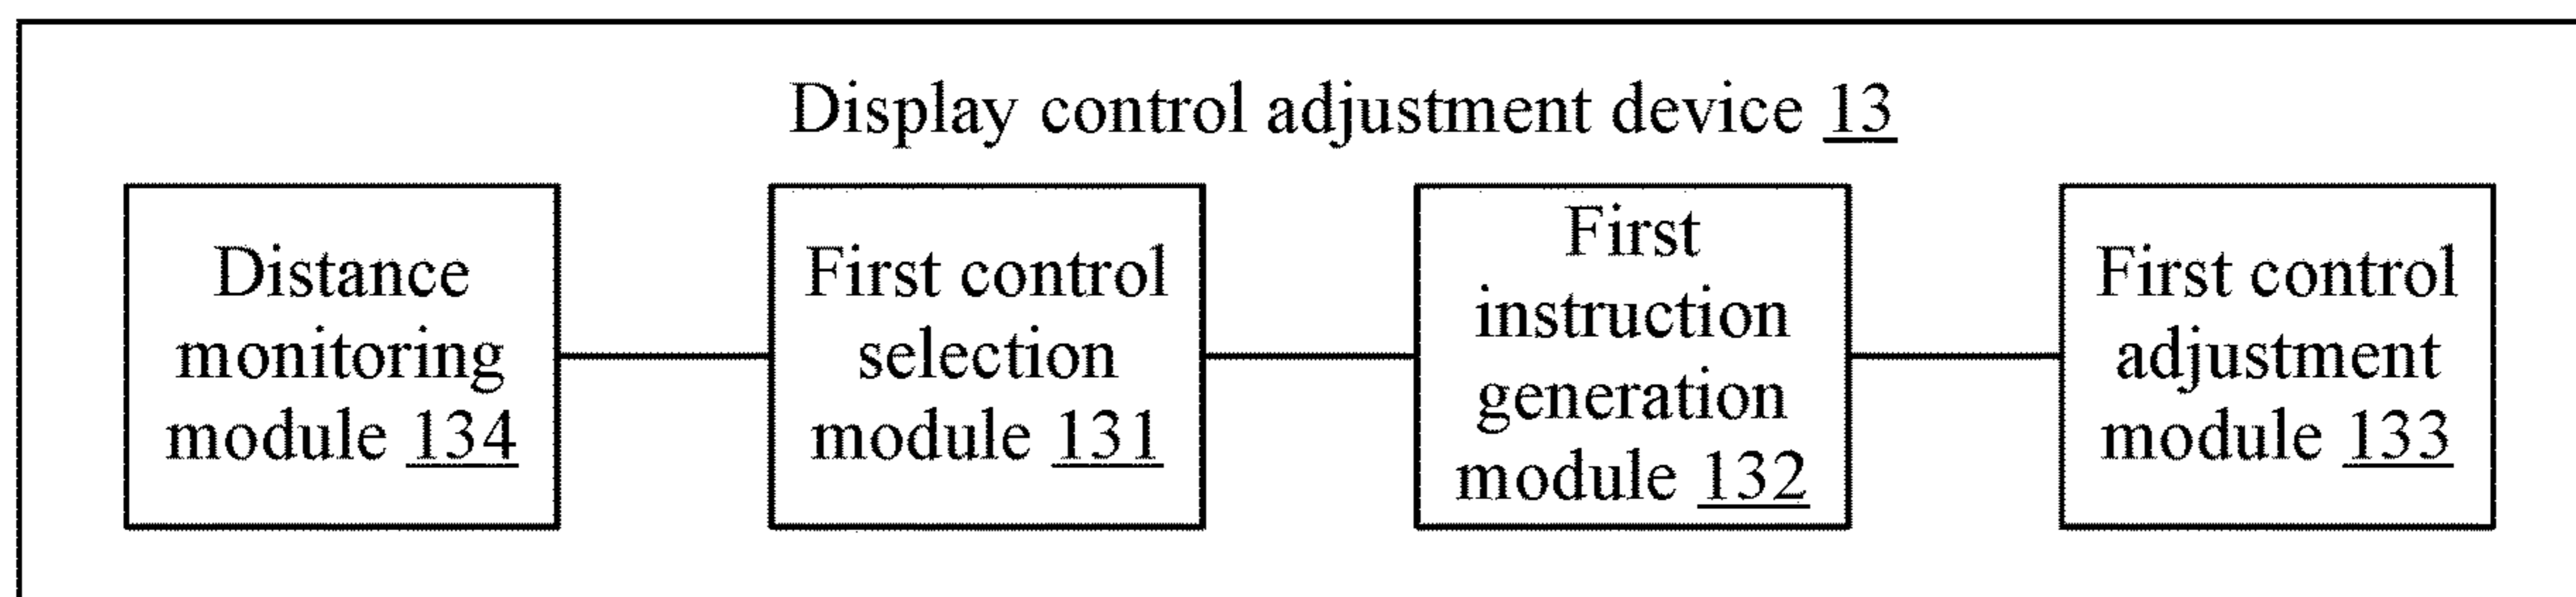 Display control adjustment device 13
Distance
monitoring
module 134
First control
selection
module 131
First
instruction
generation
module 132
First control
adjustment
module 133